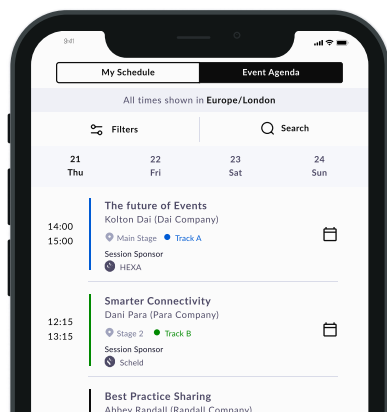 9:41
My Schedule
Event Agenda
All times shown in Europe/London
Filters
Search
21 22 23 24
Thu Fri Sat Sun
14:00
15:00
The future of Events
Kolton Dai (Dai Company)
Main Stage Track A
Session Sponsor
HEXA
12:15
13:15
Smarter Connectivity
Dani Para (Para Company)
Stage 2 Track B
Session Sponsor
Scheld
Best Practice Sharing
Abbey Randall (Randall Company)